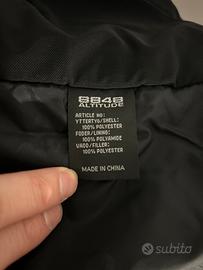 8848
ALTITUDE
ARTICLE NO:
YTTERTYG/SHELL:
100% POLYESTER
FODER/LINING:
100% POLYESTER
VADD/FILLER:
100% POLYESTER
MADE IN CHINA
subito